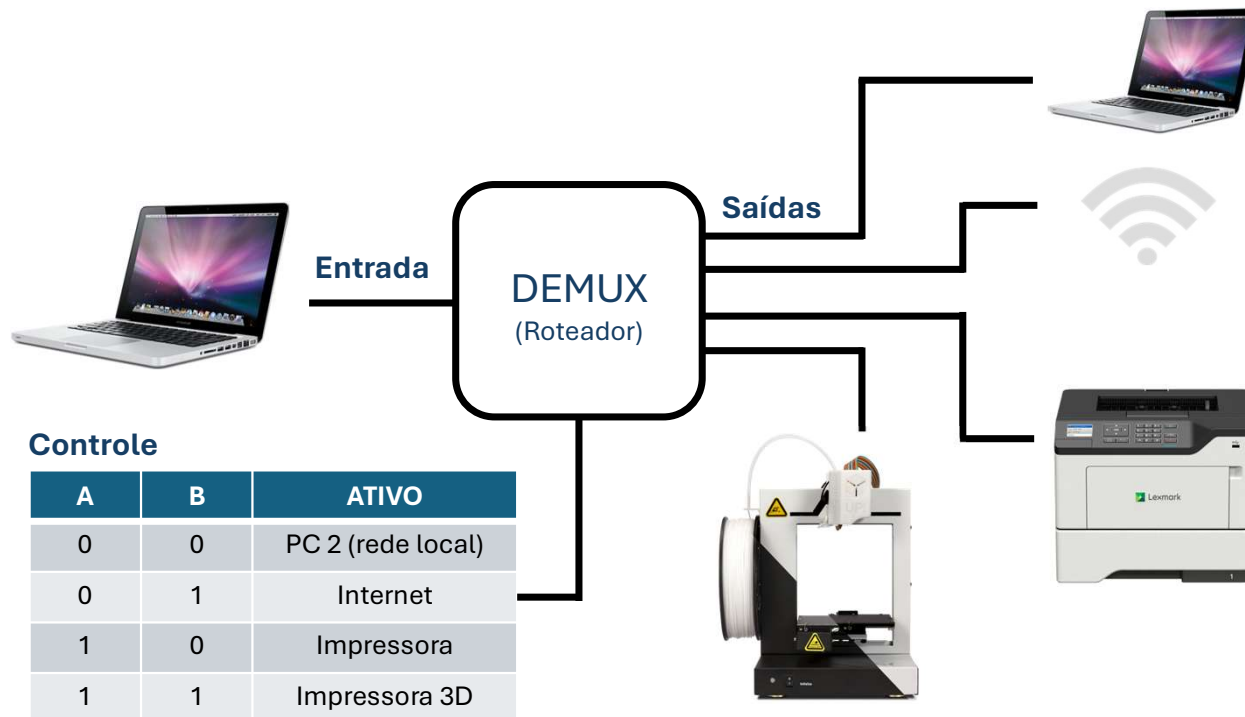 Saídas
Entrada
DEMUX
(Roteador)
Controle
A B ATIVO
0 0 PC 2 (rede local)
0 1 Internet
1 0 Impressora
1 1 Impressora 3D
Lexmark